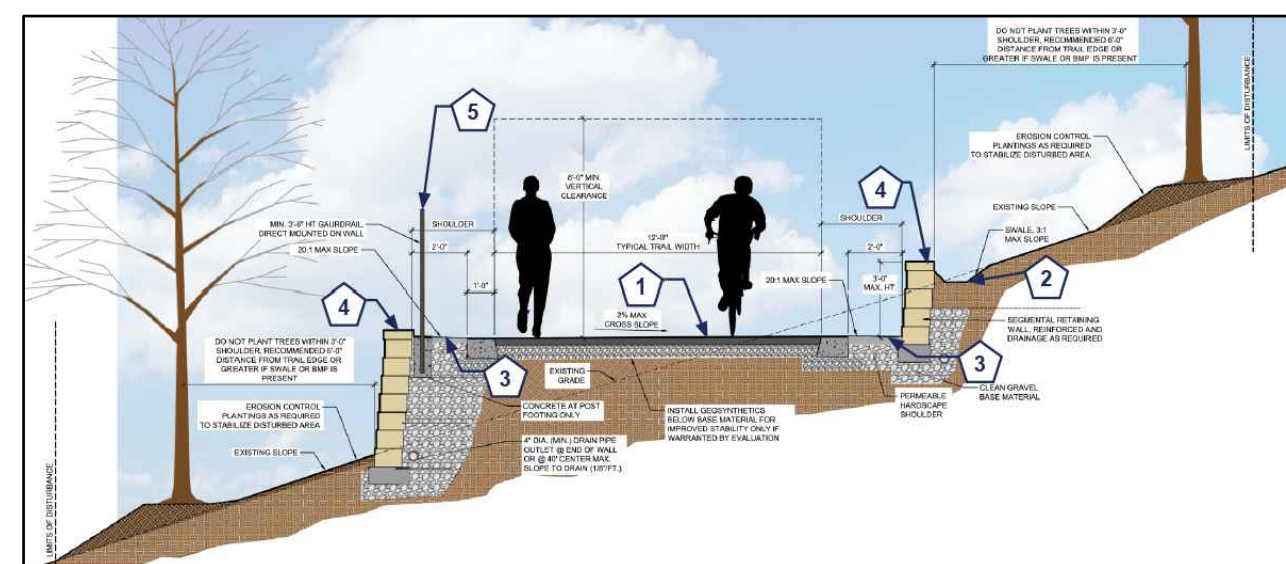 DO NOT PLANT TREES WITHIN 3'-0"
SHOULDER, RECOMMENDED 6'-0"
DISTANCE FROM TRAIL EDGE OR
GREATER IF SWALE OR BMP IS
PRESENT
LIMITS OF DISTURBANCE
5
EROSION CONTROL
PLANTINGS AS REQUIRED
TO STABILIZE DISTURBED AREA
8'-0" MIN.
VERTICAL
CLEARANCE
4
MIN. 3'-6" HT GAURDRAIL,
DIRECT MOUNTED ON WALL
20:1 MAX SLOPE
SHOULDER
2'-0"
1'-0"
12'-0"
TYPICAL TRAIL WIDTH
SHOULDER
2'-0"
EXISTING SLOPE
SWALE, 3:1
MAX SLOPE
20:1 MAX SLOPE
3'-0"
MAX. HT.
2
1
4
2% MAX
CROSS SLOPE
SEGMENTAL RETAINING
WALL, REINFORCED AND
DRAINAGE AS REQUIRED
DO NOT PLANT TREES WITHIN 3'-0"
SHOULDER, RECOMMENDED 6'-0"
DISTANCE FROM TRAIL EDGE OR
GREATER IF SWALE OR BMP IS
PRESENT
3
EXISTING
GRADE
3
CLEAN GRAVEL
BASE MATERIAL
PERMEABLE
HARDSCAPE
SHOULDER
EROSION CONTROL
PLANTINGS AS REQUIRED
TO STABILIZE DISTURBED AREA
CONCRETE AT POST
FOOTING ONLY
INSTALL GEOSYNTHETICS
BELOW BASE MATERIAL FOR
IMPROVED STABILITY ONLY IF
WARRANTED BY EVALUATION
EXISTING SLOPE
4" DIA. (MIN.) DRAIN PIPE
OUTLET @ END OF WALL
OR @ 40' CENTER MAX.
SLOPE TO DRAIN (1/8"/FT.)
LIMITS OF DISTURBANCE